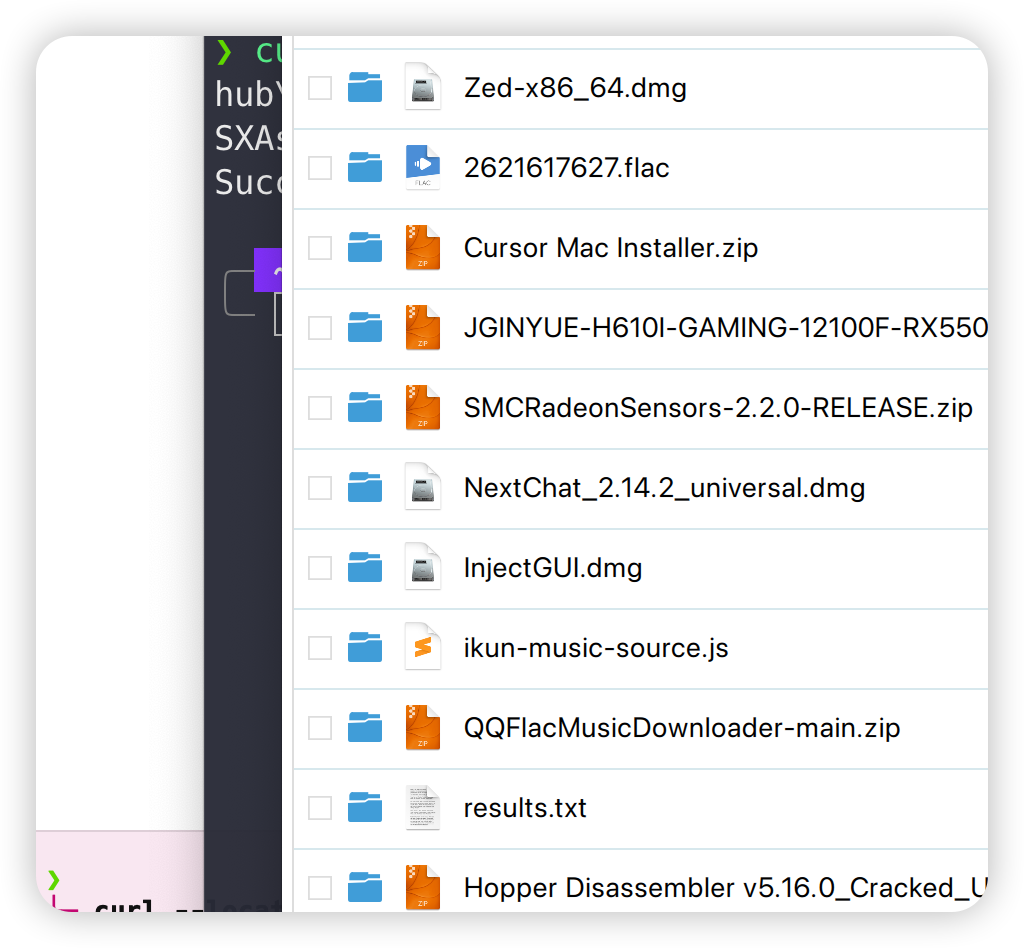 ❯ cu
hub\
SXAs
Succ
~
Zed-x86_64.dmg
FLAC
2621617627.flac
ZIP
Cursor Mac Installer.zip
ZIP
JGINYUE-H610I-GAMING-12100F-RX550
ZIP
SMCRadeonSensors-2.2.0-RELEASE.zip
NextChat_2.14.2_universal.dmg
InjectGUI.dmg
ikun-music-source.js
ZIP
QQFlacMusicDownloader-main.zip
results.txt
ZIP
Hopper Disassembler v5.16.0_Cracked_U
❯
curl --locat